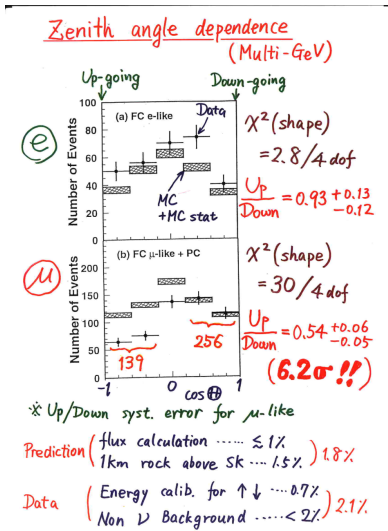 Zenith angle dependence
(Multi-GeV)
Up-going
Down-going
e
Number of Events
100
80
60
40
20
0
(a) FC e-like
Data
MC
+MC stat
χ² (shape)
=2.8/4 dof
Up/Down = 0.93 +0.13 -0.12
μ
Number of Events
200
150
100
50
0
(b) FC μ-like + PC
139
256
-1 0 1
cosΘ
χ² (shape)
=30/4 dof
Up/Down = 0.54 +0.06 -0.05
(6.2σ !!)
※ Up/Down syst. error for μ-like
Prediction ( flux calculation ...... ≲ 1%
1km rock above SK .... 1.5% ) 1.8%
Data ( Energy calib. for ↑↓ .... 0.7%
Non ν Background ...... < 2% ) 2.1%